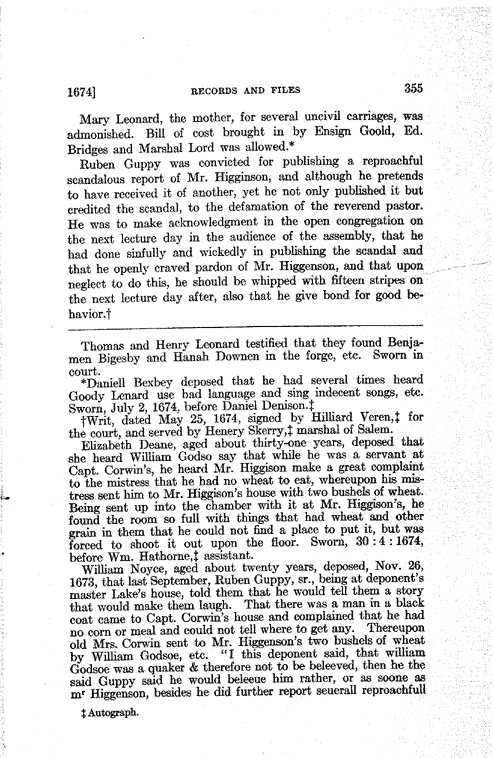 1674] RECORDS AND FILES 355
Mary Leonard, the mother, for several uncivil carriages, was
admonished. Bill of cost brought in by Ensign Goold, Ed.
Bridges and Marshal Lord was allowed.*
Ruben Guppy was convicted for publishing a reproachful
scandalous report of Mr. Higginson, and although he pretends
to have received it of another, yet he not only published it but
credited the scandal, to the defamation of the reverend pastor.
He was to make acknowledgment in the open congregation on
the next lecture day in the audience of the assembly, that he
had done sinfully and wickedly in publishing the scandal and
that he openly craved pardon of Mr. Higgenson, and that upon
neglect to do this, he should be whipped with fifteen stripes on
the next lecture day after, also that he give bond for good be-
havior.†
Thomas and Henry Leonard testified that they found Benja-
men Bigesby and Hanah Downen in the forge, etc. Sworn in
court.
*Daniell Bexbey deposed that he had several times heard
Goody Lenard use bad language and sing indecent songs, etc.
Sworn, July 2, 1674, before Daniel Denison.‡
†Writ, dated May 25, 1674, signed by Hilliard Veren,‡ for
the court, and served by Henery Skerry,‡ marshal of Salem.
Elizabeth Deane, aged about thirty-one years, deposed that
she heard William Godso say that while he was a servant at
Capt. Corwin's, he heard Mr. Higgison make a great complaint
to the mistress that he had no wheat to eat, whereupon his mis-
tress sent him to Mr. Higgison's house with two bushels of wheat.
Being sent up into the chamber with it at Mr. Higgison's, he
found the room so full with things that had wheat and other
grain in them that he could not find a place to put it, but was
forced to shoot it out upon the floor. Sworn, 30 : 4 : 1674,
before Wm. Hathorne,‡ assistant.
William Noyce, aged about twenty years, deposed, Nov. 26,
1673, that last September, Ruben Guppy, sr., being at deponent's
master Lake's house, told them that he would tell them a story
that would make them laugh. That there was a man in a black
coat came to Capt. Corwin's house and complained that he had
no corn or meal and could not tell where to get any. Thereupon
old Mrs. Corwin sent to Mr. Higgenson's two bushels of wheat
by William Godsoe, etc. "I this deponent said, that william
Godsoe was a quaker & therefore not to be beleeved, then he the
said Guppy said he would beleeue him rather, or as soone as
mʳ Higgenson, besides he did further report seuerall reproachfull
‡ Autograph.